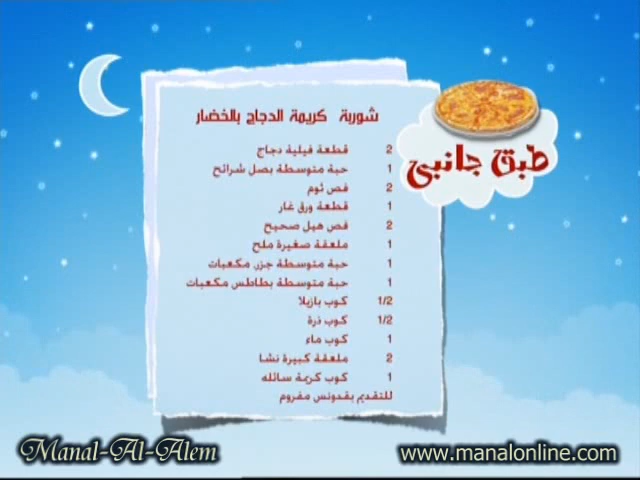 شوربة كريمة الدجاج بالخضار
طبق جانبي
2 قطعة فيلية دجاج
1 حبة متوسطة بصل شرائح
2 فص ثوم
1 قطعة ورق غار
2 فص هيل صحيح
1 ملعقة صغيرة ملح
1 حبة متوسطة جزر مكعبات
1 حبة متوسطة بطاطس مكعبات
1/2 كوب بازيلا
1/2 كوب ذرة
1 كوب ماء
2 ملعقة كبيرة نشا
1 كوب كريمة سائله
للتقديم بقدونس مفروم
Manal-Al-Alem
www.manalonline.com